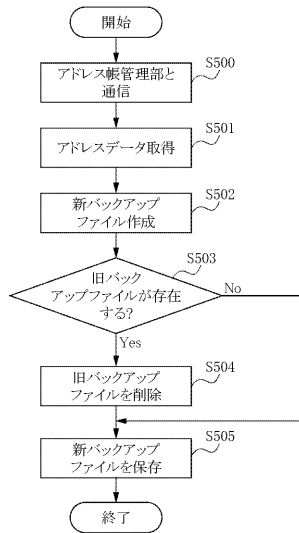 開始
S500
アドレス帳管理部と
通信
S501
アドレスデータ取得
S502
新バックアップ
ファイル作成
S503
旧バック
アップファイルが存在
する?
No
Yes
S504
旧バックアップ
ファイルを削除
S505
新バックアップ
ファイルを保存
終了